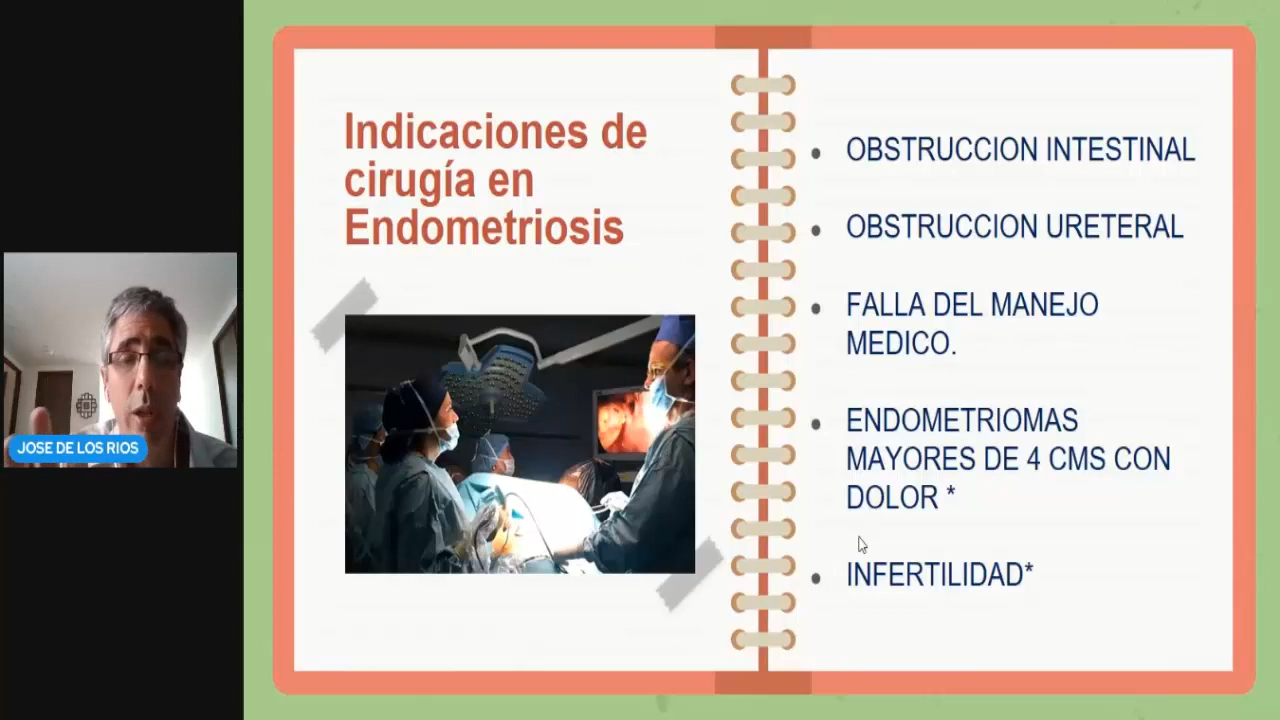 Indicaciones de
cirugía en
Endometriosis
OBSTRUCCION INTESTINAL
OBSTRUCCION URETERAL
FALLA DEL MANEJO
MEDICO.
ENDOMETRIOMAS
MAYORES DE 4 CMS CON
DOLOR *
INFERTILIDAD*
JOSE DE LOS RIOS